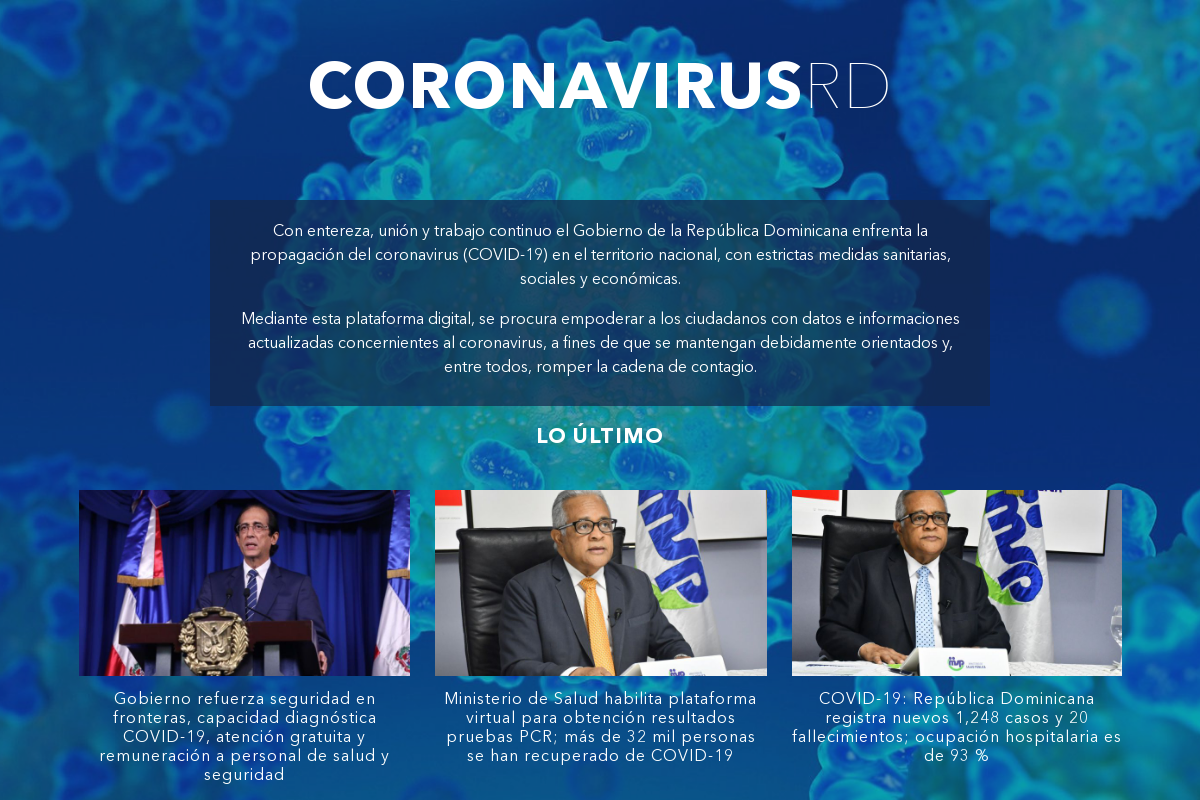 CORONAVIRUSRD
Con entereza, unión y trabajo continuo el Gobierno de la República Dominicana enfrenta la
propagación del coronavirus (COVID-19) en el territorio nacional, con estrictas medidas sanitarias,
sociales y económicas.
Mediante esta plataforma digital, se procura empoderar a los ciudadanos con datos e informaciones
actualizadas concernientes al coronavirus, a fines de que se mantengan debidamente orientados y,
entre todos, romper la cadena de contagio.
LO ÚLTIMO
Gobierno refuerza seguridad en
fronteras, capacidad diagnóstica
COVID-19, atención gratuita y
remuneración a personal de salud y
seguridad
Ministerio de Salud habilita plataforma
virtual para obtención resultados
pruebas PCR; más de 32 mil personas
se han recuperado de COVID-19
COVID-19: República Dominicana
registra nuevos 1,248 casos y 20
fallecimientos; ocupación hospitalaria es
de 93 %